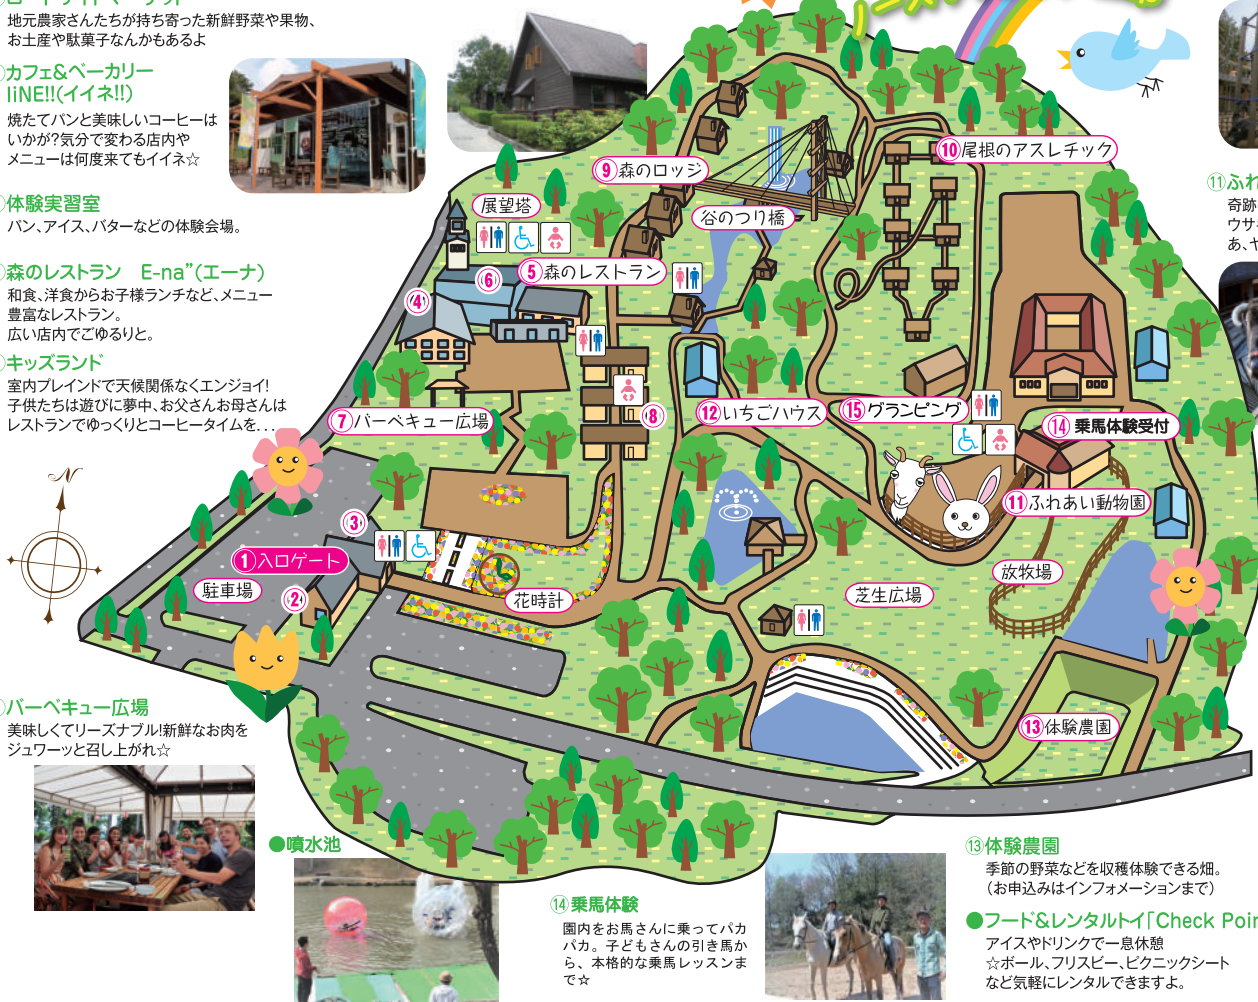 地元農家さんたちが持ち寄った新鮮野菜や果物、
お土産や駄菓子なんかもあるよ
カフェ&ベーカリー
IiNE!!(イイネ!!)
焼たてパンと美味しいコーヒーは
いかが?気分で変わる店内や
メニューは何度来てもイイネ☆
体験実習室
パン、アイス、バターなどの体験会場。
森のレストラン E-na"(エーナ)
和食、洋食からお子様ランチなど、メニュー
豊富なレストラン。
広い店内でごゆるりと。
キッズランド
室内プレインドで天候関係なくエンジョイ!
子供たちは遊びに夢中、お父さんお母さんは
レストランでゆっくりとコーヒータイムを...
N
バーベキュー広場
美味しくてリーズナブル!新鮮なお肉を
ジュワーッと召し上がれ☆
⑨森のロッジ
⑩尾根のアスレチック
展望塔
谷のつり橋
⑤森のレストラン
⑥
④
⑦バーベキュー広場
⑧
⑫いちごハウス
⑮グランピング
⑭乗馬体験受付
⑪ふれあい動物園
③
①入口ゲート
駐車場
②
花時計
芝生広場
放牧場
⑬体験農園
⑪ふれ
奇跡
ウサ
あ、ヤ
●噴水池
⑭乗馬体験
園内をお馬さんに乗ってパカ
パカ。子どもさんの引き馬か
ら、本格的な乗馬レッスンま
で☆
⑬体験農園
季節の野菜などを収穫体験できる畑。
(お申込みはインフォメーションまで)
●フード&レンタルトイ「Check Poin
アイスやドリンクで一息休憩
☆ボール、フリスビー、ピクニックシート
など気軽にレンタルできますよ。